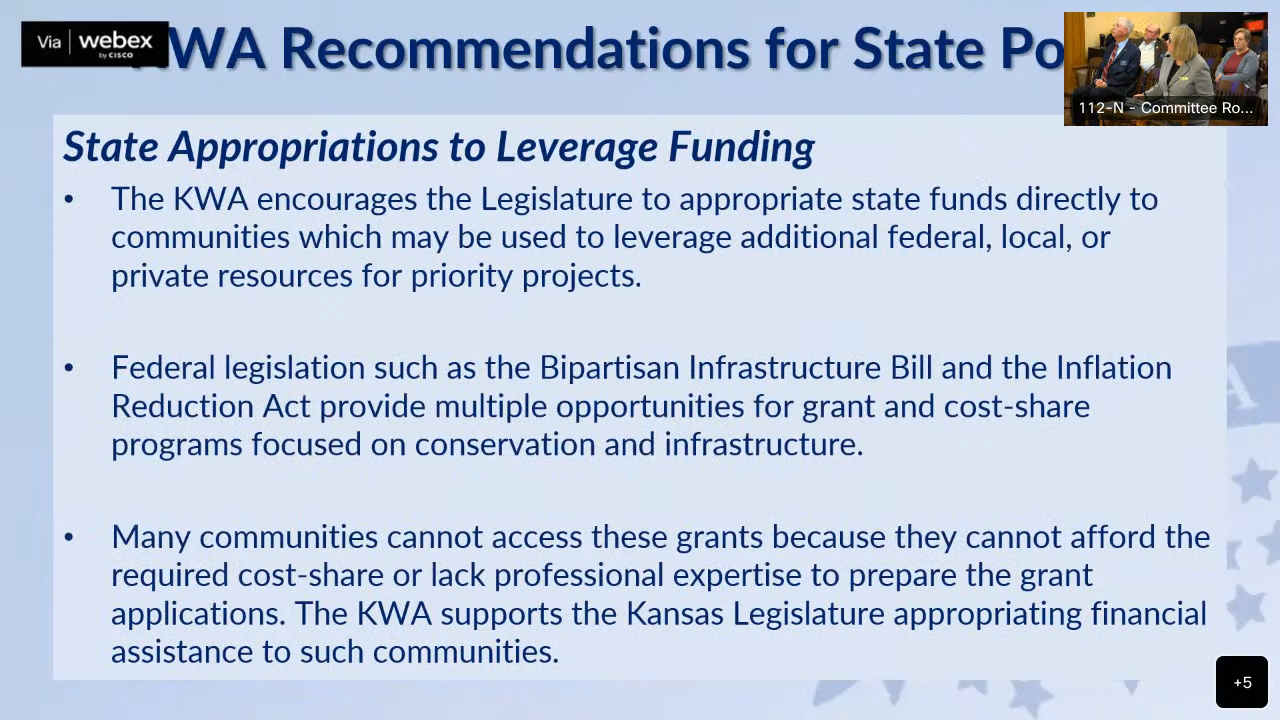 Via webex
by cisco
WA Recommendations for State Po
112-N - Committee Ro...
State Appropriations to Leverage Funding
• The KWA encourages the Legislature to appropriate state funds directly to
communities which may be used to leverage additional federal, local, or
private resources for priority projects.
• Federal legislation such as the Bipartisan Infrastructure Bill and the Inflation
Reduction Act provide multiple opportunities for grant and cost-share
programs focused on conservation and infrastructure.
• Many communities cannot access these grants because they cannot afford the
required cost-share or lack professional expertise to prepare the grant
applications. The KWA supports the Kansas Legislature appropriating financial
assistance to such communities.
+5